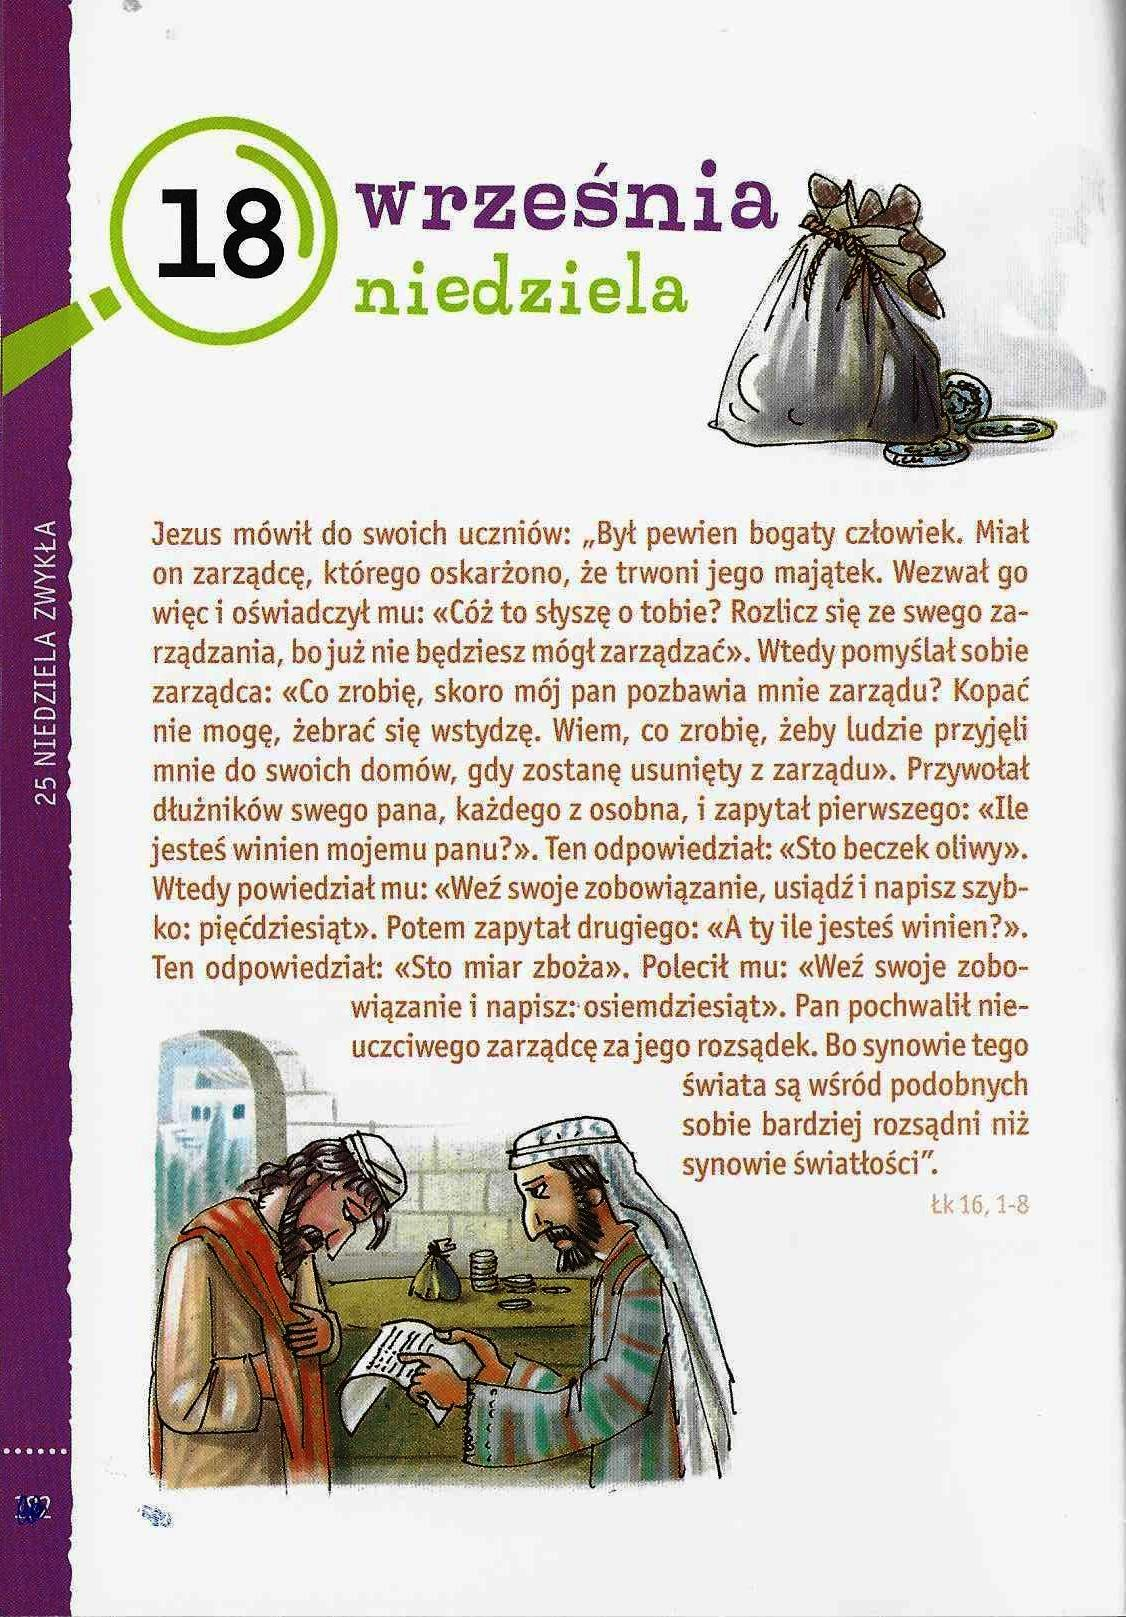 18
września
niedziela
25 NIEDZIELA ZWYKŁA
Jezus mówił do swoich uczniów: „Był pewien bogaty człowiek. Miał
on zarządcę, którego oskarżono, że trwoni jego majątek. Wezwał go
więc i oświadczył mu: «Cóż to słyszę o tobie? Rozlicz się ze swego za-
rządzania, bo już nie będziesz mógł zarządzać». Wtedy pomyślał sobie
zarządca: «Co zrobię, skoro mój pan pozbawia mnie zarządu? Kopać
nie mogę, żebrać się wstydzę. Wiem, co zrobię, żeby ludzie przyjęli
mnie do swoich domów, gdy zostanę usunięty z zarządu». Przywołał
dłużników swego pana, każdego z osobna, i zapytał pierwszego: «Ile
jesteś winien mojemu panu?». Ten odpowiedział: «Sto beczek oliwy».
Wtedy powiedział mu: «Weź swoje zobowiązanie, usiądź i napisz szyb-
ko: pięćdziesiąt». Potem zapytał drugiego: «A ty ile jesteś winien?».
Ten odpowiedział: «Sto miar zboża». Polecił mu: «Weź swoje zobo-
wiązanie i napisz: osiemdziesiąt». Pan pochwalił nie-
uczciwego zarządcę za jego rozsądek. Bo synowie tego
świata są wśród podobnych
sobie bardziej rozsądni niż
synowie światłości".
Łk 16, 1-8